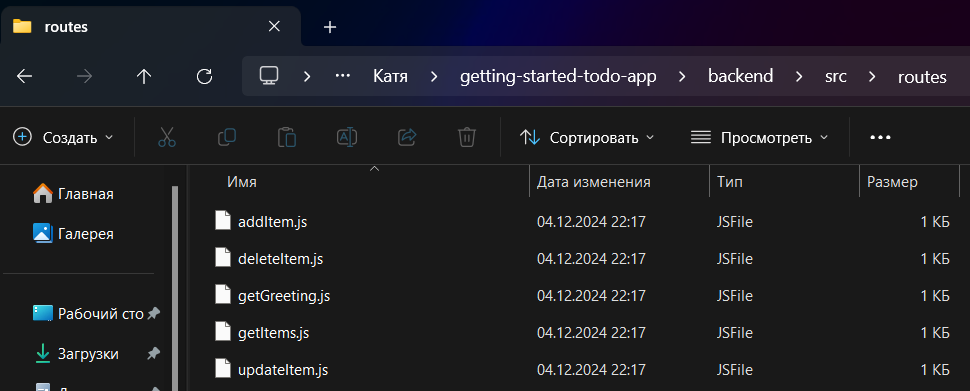 routes
Катя getting-started-todo-app backend src routes
Создать Сортировать Просмотреть
Имя Дата изменения Тип Размер
Главная
Галерея
Рабочий сто
Загрузки
addItem.js 04.12.2024 22:17 JSFile 1 КБ
deleteItem.js 04.12.2024 22:17 JSFile 1 КБ
getGreeting.js 04.12.2024 22:17 JSFile 1 КБ
getItems.js 04.12.2024 22:17 JSFile 1 КБ
updateItem.js 04.12.2024 22:17 JSFile 1 КБ